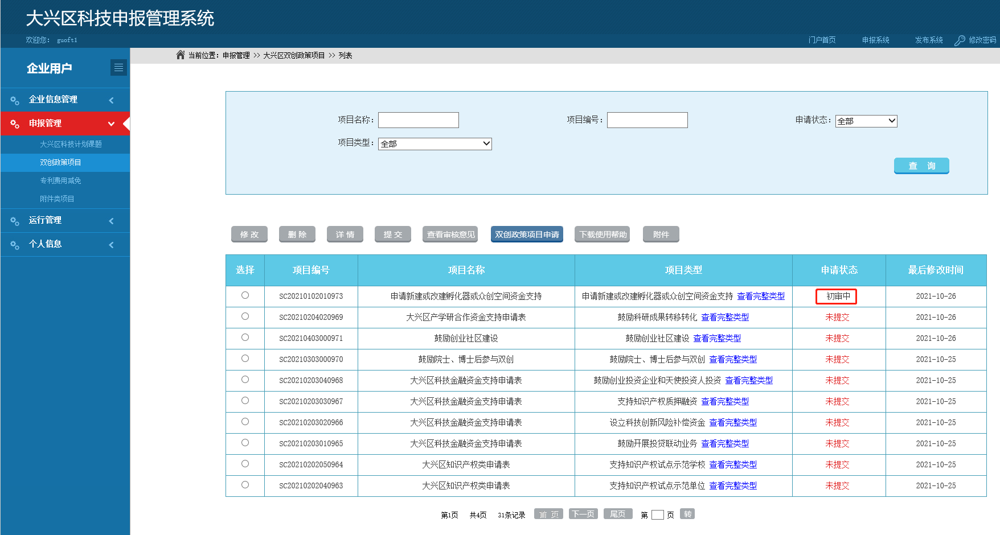 大兴区科技申报管理系统
欢迎您： guoft1
门户首页 申报系统 发布系统 修改密码
企业用户
当前位置：申报管理 >> 大兴区双创政策项目 >> 列表
企业信息管理
申报管理
大兴区科技计划课题
双创政策项目
专利费用减免
附件类项目
运行管理
个人信息
项目名称： 项目编号： 申请状态： 全部
项目类型： 全部
查 询
修 改 删 除 详 情 提 交 查看审核意见 双创政策项目申请 下载使用帮助 附件
选择 项目编号 项目名称 项目类型 申请状态 最后修改时间
SC20210102010973 申请新建或改建孵化器或众创空间资金支持 申请新建或改建孵化器或众创空间资金支持 查看完整类型 初审中 2021-10-26
SC20210204020969 大兴区产学研合作资金支持申请表 鼓励科研成果转移转化 查看完整类型 未提交 2021-10-26
SC20210403000971 鼓励创业社区建设 鼓励创业社区建设 查看完整类型 未提交 2021-10-26
SC20210303000970 鼓励院士、博士后参与双创 鼓励院士、博士后参与双创 查看完整类型 未提交 2021-10-25
SC20210203040968 大兴区科技金融资金支持申请表 鼓励创业投资企业和天使投资人投资 查看完整类型 未提交 2021-10-25
SC20210203030967 大兴区科技金融资金支持申请表 支持知识产权质押融资 查看完整类型 未提交 2021-10-25
SC20210203020966 大兴区科技金融资金支持申请表 设立科技创新风险补偿资金 查看完整类型 未提交 2021-10-25
SC20210203010965 大兴区科技金融资金支持申请表 鼓励开展投贷联动业务 查看完整类型 未提交 2021-10-25
SC20210202050964 大兴区知识产权类申请表 支持知识产权试点示范学校 查看完整类型 未提交 2021-10-25
SC20210202040963 大兴区知识产权类申请表 支持知识产权试点示范单位 查看完整类型 未提交 2021-10-25
第1页 共4页 31条记录 首 页 下一页 尾页 第 页 转